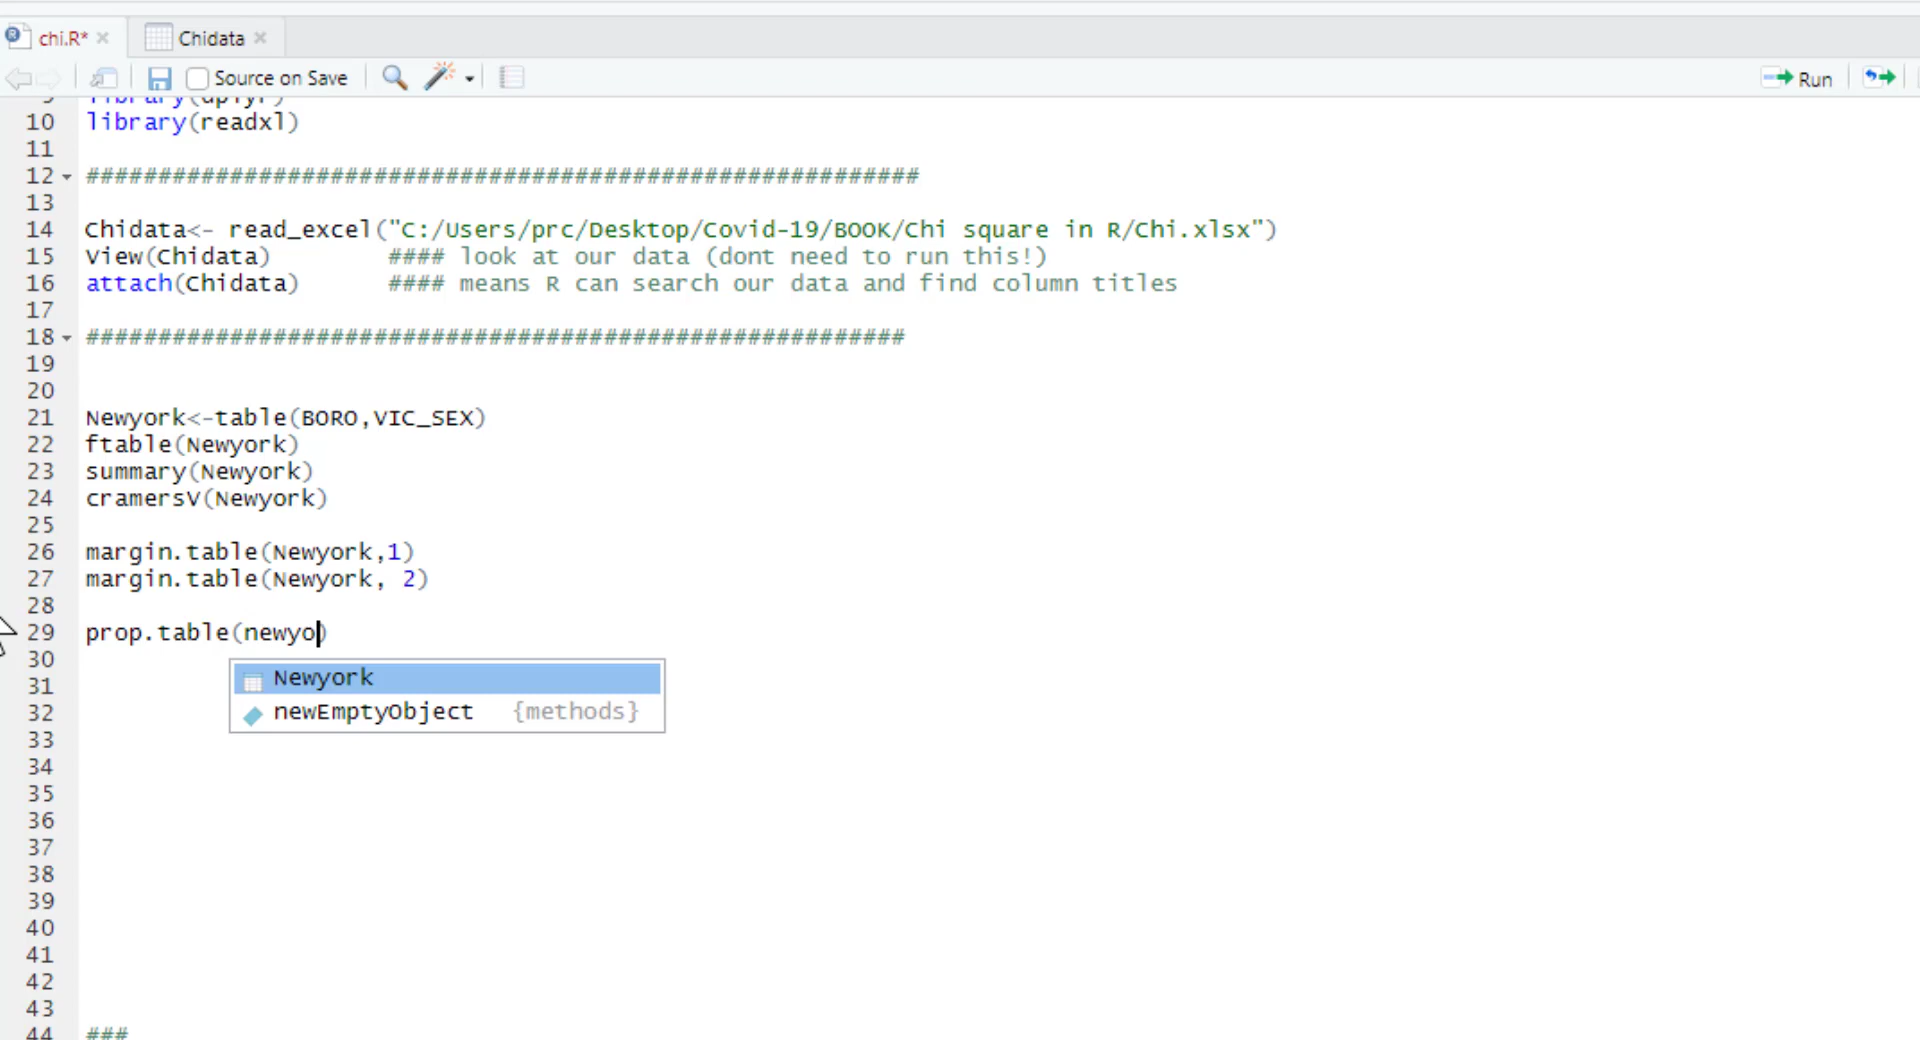 chi.R* Chidata
Source on Save Run
9 library(dplyr)
10 library(readxl)
11
12 ##########################################################
13
14 Chidata<- read_excel("C:/Users/prc/Desktop/Covid-19/BOOK/Chi square in R/Chi.xlsx")
15 View(Chidata) #### look at our data (dont need to run this!)
16 attach(Chidata) #### means R can search our data and find column titles
17
18 #########################################################
19
20
21 Newyork<-table(BORO,VIC_SEX)
22 ftable(Newyork)
23 summary(Newyork)
24 cramersV(Newyork)
25
26 margin.table(Newyork,1)
27 margin.table(Newyork, 2)
28
29 prop.table(newyo)
30
Newyork
31
newEmptyObject {methods}
32
33
34
35
36
37
38
39
40
41
42
43
44 ###